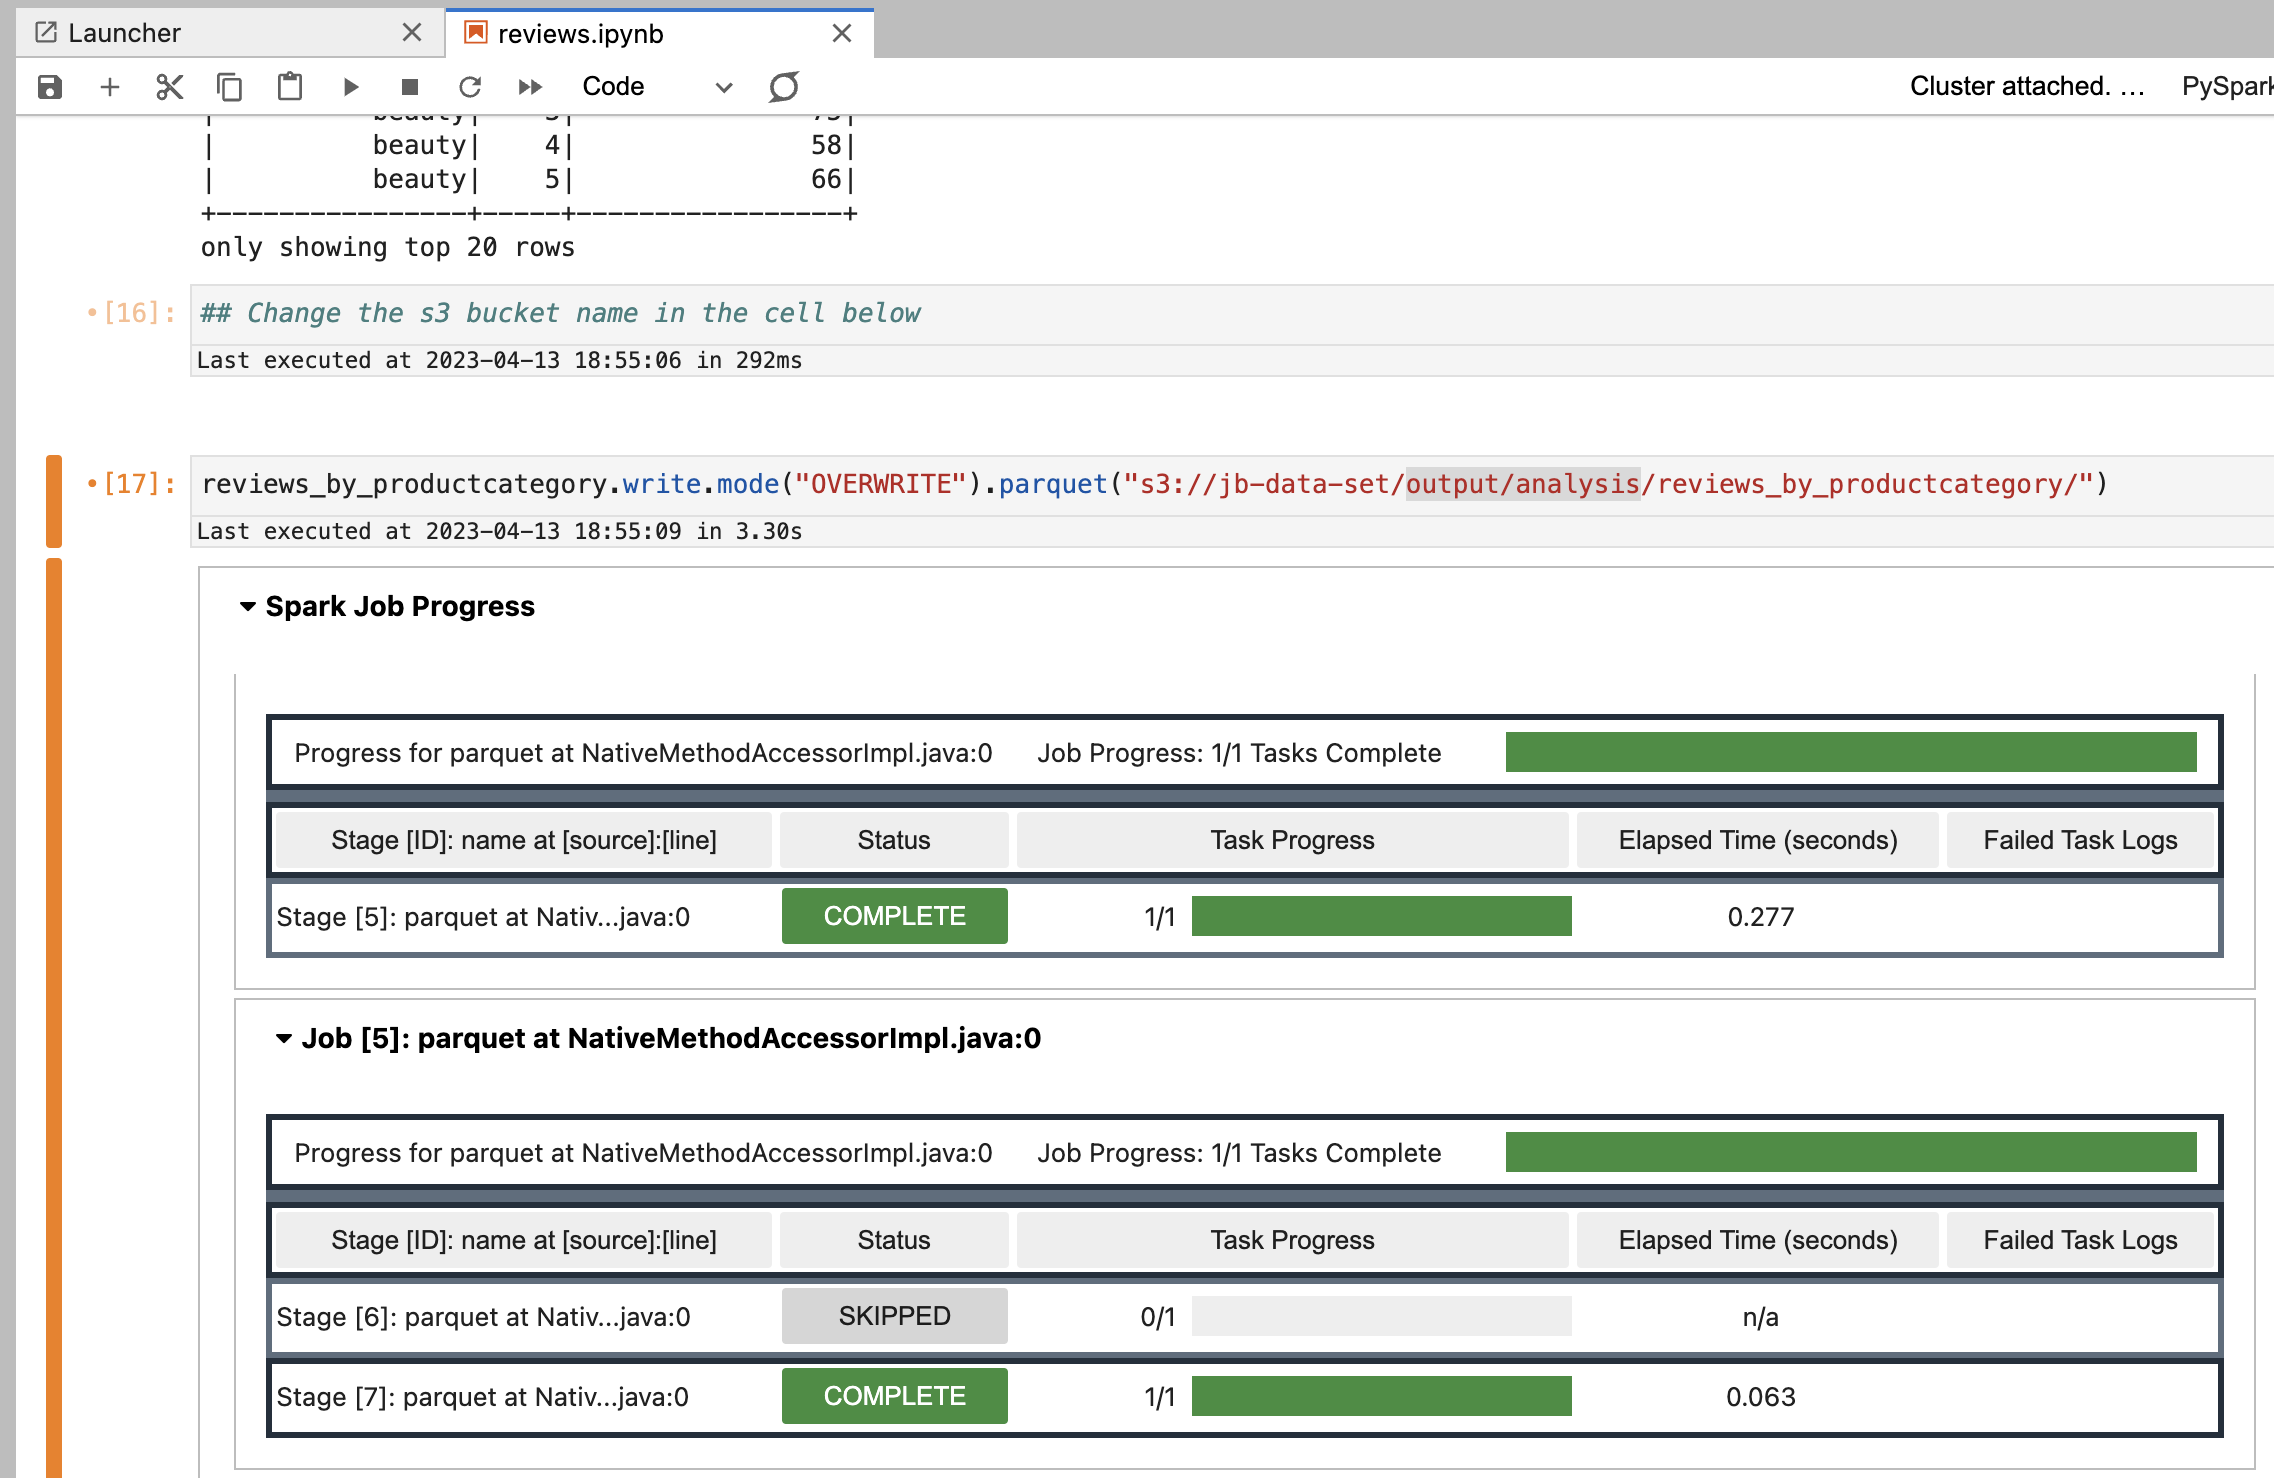 Launcher
reviews.ipynb
Code
Cluster attached. ...
PySpark
| beauty| 4| 58|
| beauty| 5| 66|
+----------------+-----+-----------------+
only showing top 20 rows
[16]: ## Change the s3 bucket name in the cell below
Last executed at 2023-04-13 18:55:06 in 292ms
[17]: reviews_by_productcategory.write.mode("OVERWRITE").parquet("s3://jb-data-set/output/analysis/reviews_by_productcategory/")
Last executed at 2023-04-13 18:55:09 in 3.30s
Spark Job Progress
Progress for parquet at NativeMethodAccessorImpl.java:0 Job Progress: 1/1 Tasks Complete
Stage [ID]: name at [source]:[line] Status Task Progress Elapsed Time (seconds) Failed Task Logs
Stage [5]: parquet at Nativ...java:0 COMPLETE 1/1 0.277
Job [5]: parquet at NativeMethodAccessorImpl.java:0
Progress for parquet at NativeMethodAccessorImpl.java:0 Job Progress: 1/1 Tasks Complete
Stage [ID]: name at [source]:[line] Status Task Progress Elapsed Time (seconds) Failed Task Logs
Stage [6]: parquet at Nativ...java:0 SKIPPED 0/1 n/a
Stage [7]: parquet at Nativ...java:0 COMPLETE 1/1 0.063